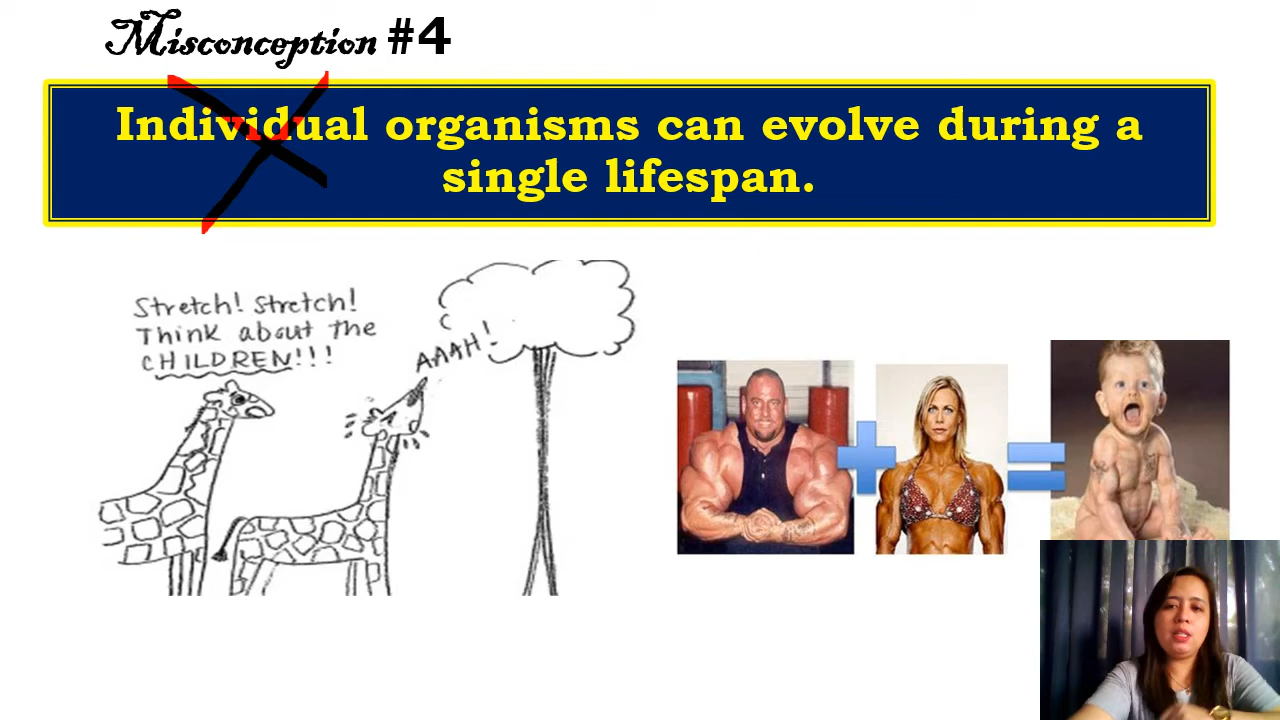 Misconception #4
Individual organisms can evolve during a
single lifespan.
Stretch! Stretch!
Think about the
CHILDREN!!!
AAAH!